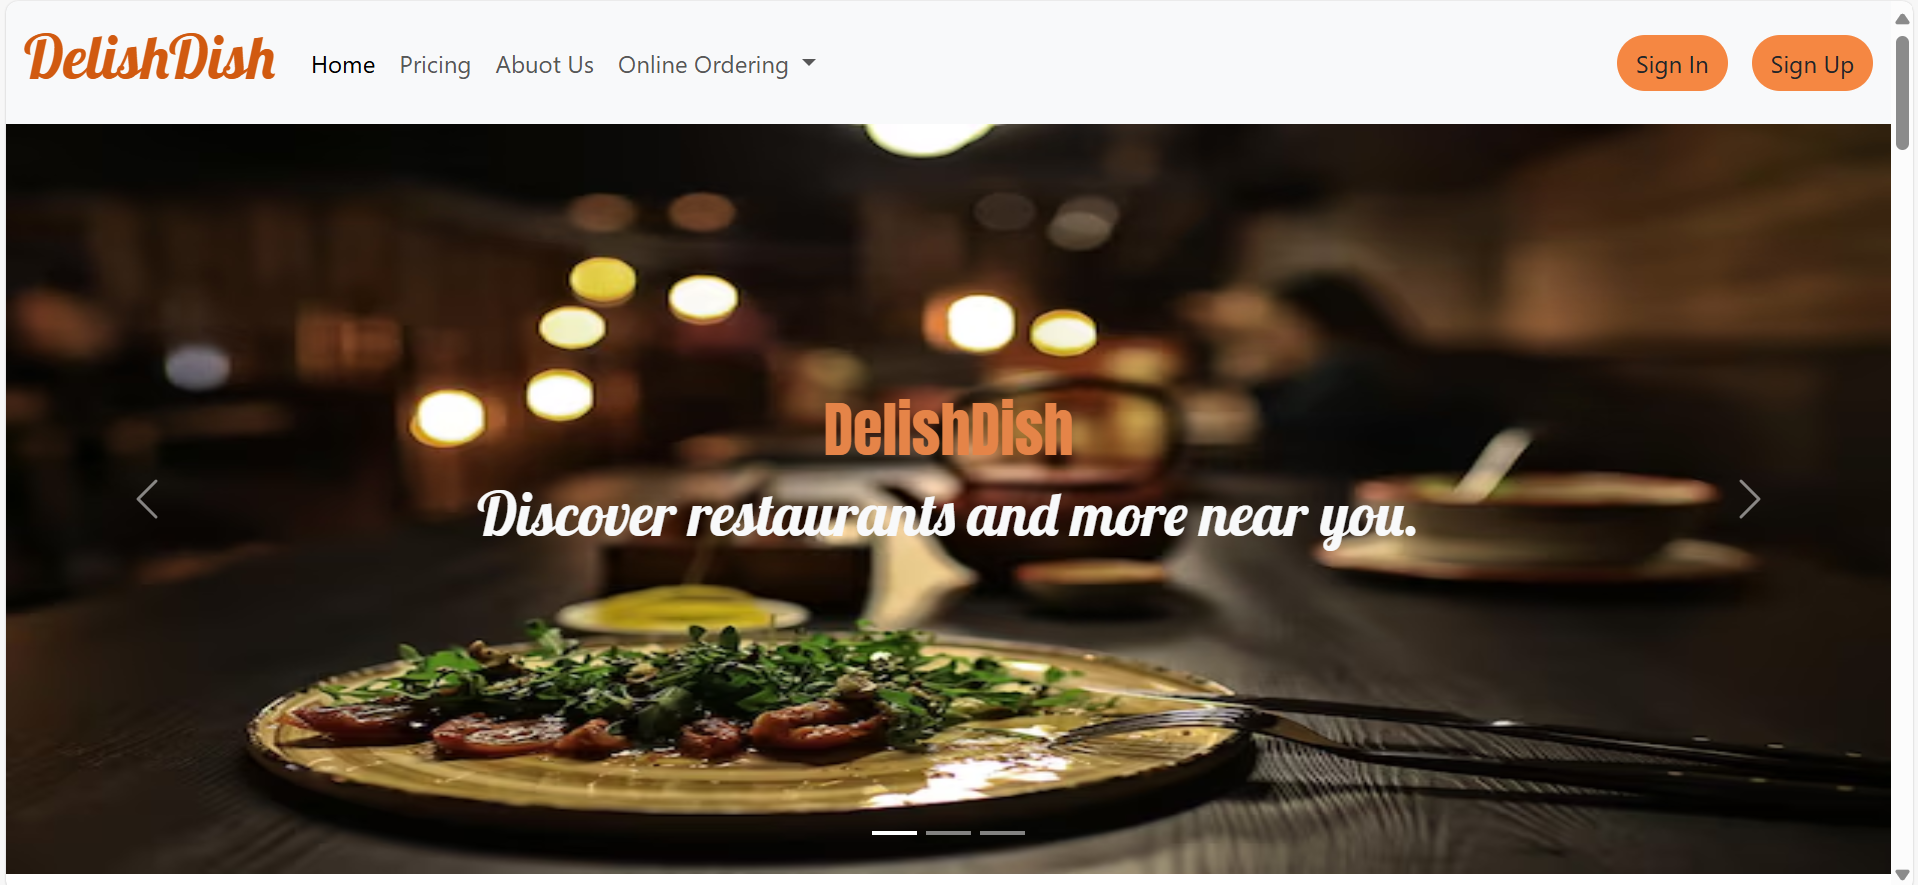 DelishDish
Home Pricing Abuot Us Online Ordering
Sign In Sign Up
DelishDish
Discover restaurants and more near you.